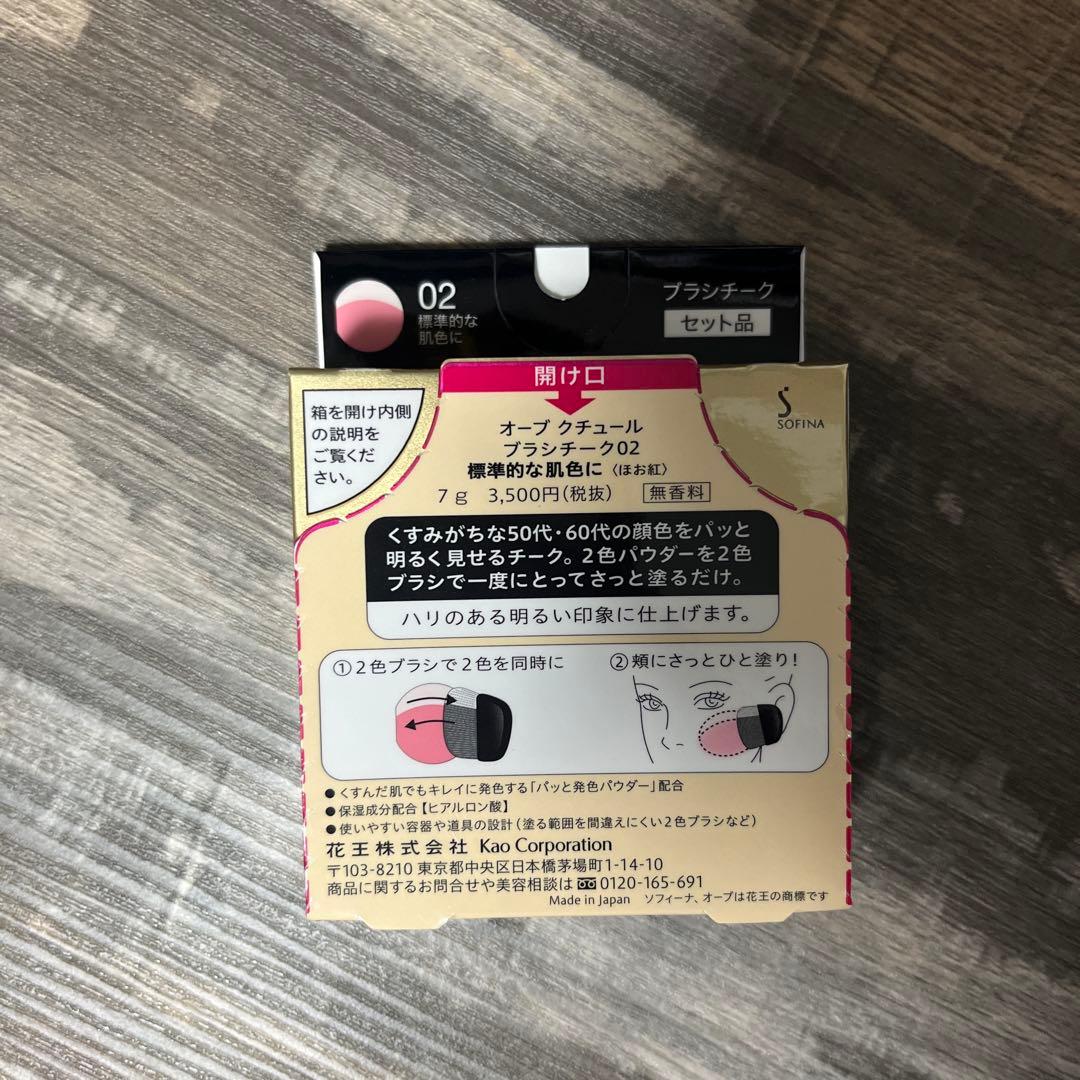 02
標準的な
肌色に
ブラシチーク
セット品
開け口
箱を開け内側
の説明を
ご覧くだ
さい。
SOFINA
オーブ クチュール
ブラシチーク02
標準的な肌色に〈ほお紅〉
7g 3,500円(税抜) 無香料
くすみがちな50代・60代の顔色をパッと
明るく見せるチーク。2色パウダーを2色
ブラシで一度にとってさっと塗るだけ。
ハリのある明るい印象に仕上げます。
①2色ブラシで2色を同時に
②頰にさっとひと塗り!
●くすんだ肌でもキレイに発色する「パッと発色パウダー」配合
●保湿成分配合【ヒアルロン酸】
●使いやすい容器や道具の設計(塗る範囲を間違えにくい2色ブラシなど)
花王株式会社 Kao Corporation
〒103-8210 東京都中央区日本橋茅場町1-14-10
商品に関するお問合せや美容相談は 0120-165-691
Made in Japan ソフィーナ、オーブは花王の商標です